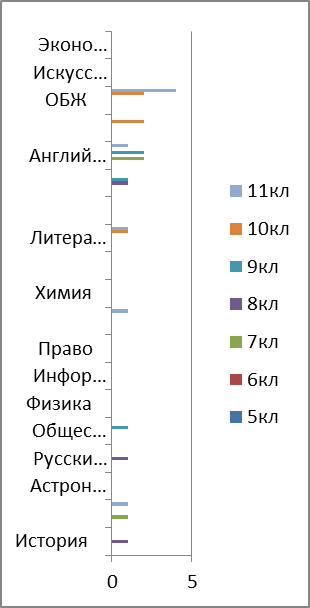 Эконо ...
Искусс ...
ОБЖ
Англий ...
Литера ...
Химия
Право
Инфор ...
Физика
Общес ...
Русски ...
Астрон ...
История
0 5
11кл
10кл
9кл
8кл
7кл
6кл
5кл